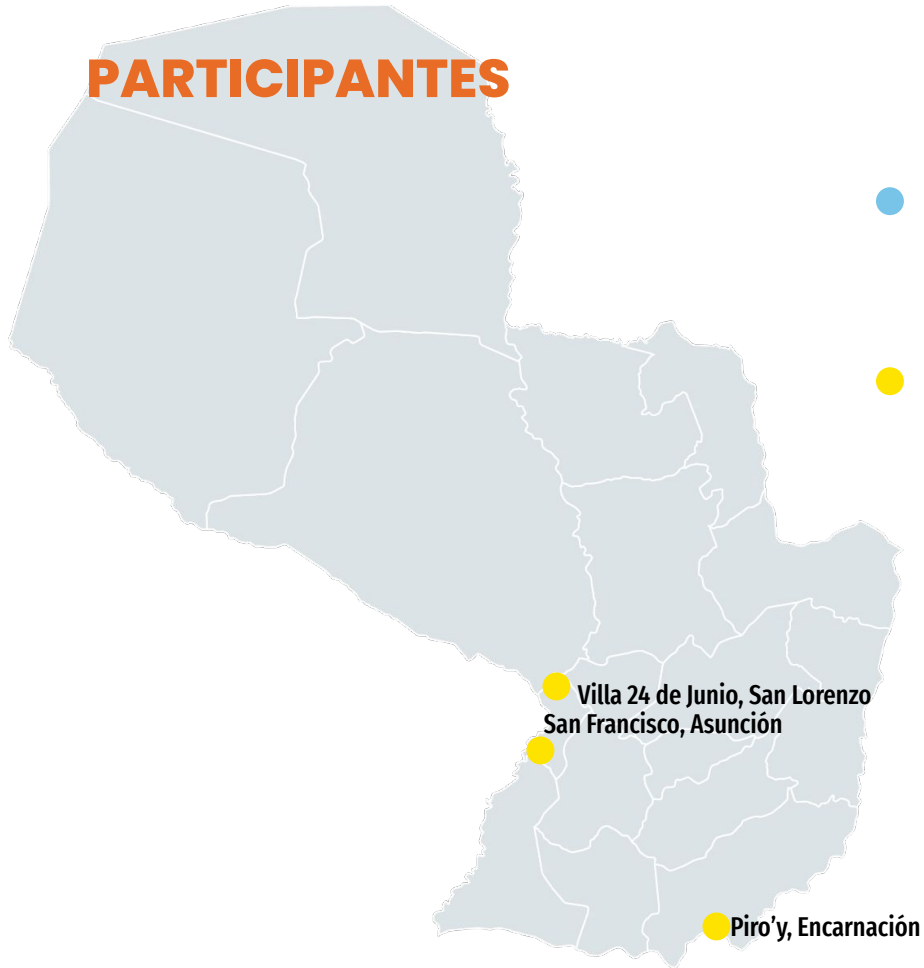 PARTICIPANTES
Villa 24 de Junio, San Lorenzo
San Francisco, Asunción
Piro’y, Encarnación